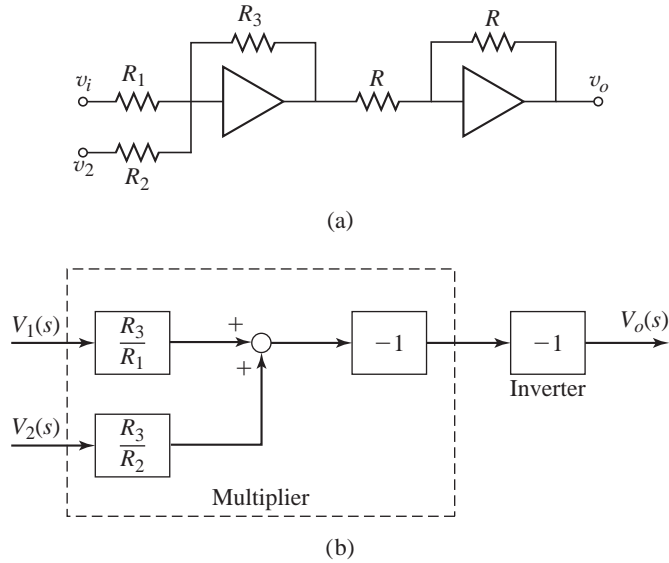 R3
R
vi
R1
R
vo
v2
R2
(a)
V1(s)
R3
R1
+
+
−1
−1
Vo(s)
Inverter
V2(s)
R3
R2
Multiplier
(b)